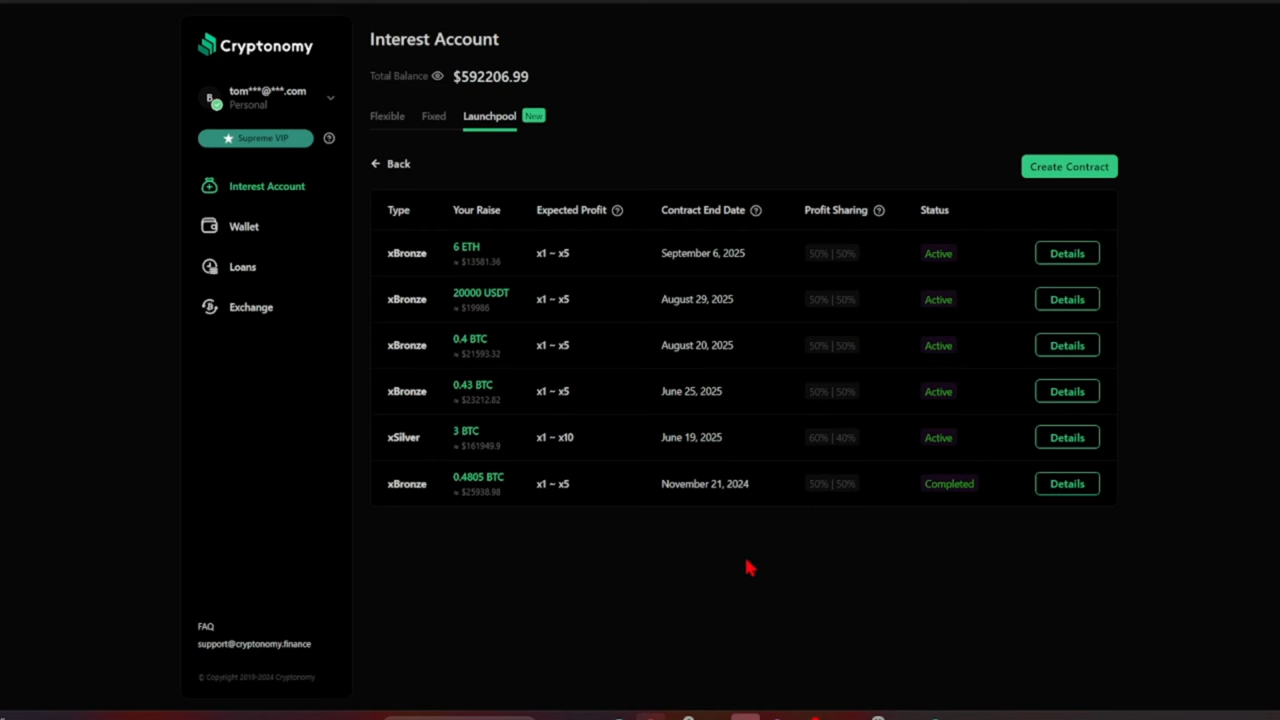 Cryptonomy
B
tom***@***.com
Personal
Supreme VIP
Interest Account
Wallet
Loans
Exchange
FAQ
support@cryptonomy.finance
© Copyright 2019-2024 Cryptonomy
Interest Account
Total Balance $592206.99
Flexible Fixed Launchpool New
Back
Create Contract
Type Your Raise Expected Profit Contract End Date Profit Sharing Status
xBronze 6 ETH x1 ~ x5 September 6, 2025 50% | 50% Active Details
≈ $13581.36
xBronze 20000 USDT x1 ~ x5 August 29, 2025 50% | 50% Active Details
≈ $19986
xBronze 0.4 BTC x1 ~ x5 August 20, 2025 50% | 50% Active Details
≈ $21593.32
xBronze 0.43 BTC x1 ~ x5 June 25, 2025 50% | 50% Active Details
≈ $23212.82
xSilver 3 BTC x1 ~ x10 June 19, 2025 60% | 40% Active Details
≈ $161949.9
xBronze 0.4805 BTC x1 ~ x5 November 21, 2024 50% | 50% Completed Details
≈ $25938.98